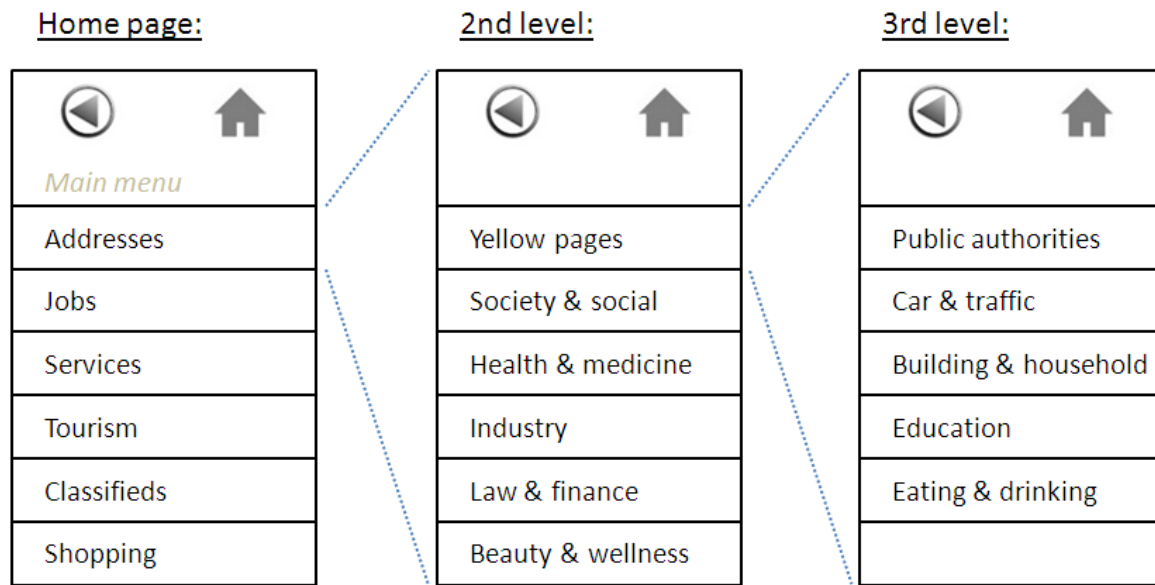 Home page:
2nd level:
3rd level:
Main menu
Addresses
Jobs
Services
Tourism
Classifieds
Shopping
Yellow pages
Society & social
Health & medicine
Industry
Law & finance
Beauty & wellness
Public authorities
Car & traffic
Building & household
Education
Eating & drinking